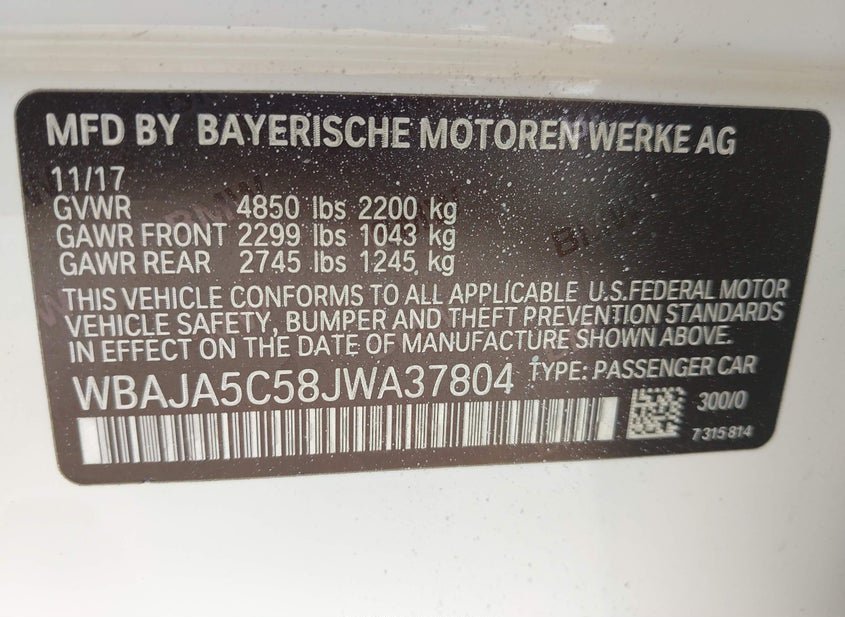 MFD BY BAYERISCHE MOTOREN WERKE AG
11/17
GVWR 4850 lbs 2200 kg
GAWR FRONT 2299 lbs 1043 kg
GAWR REAR 2745 lbs 1245 kg
THIS VEHICLE CONFORMS TO ALL APPLICABLE U.S.FEDERAL MOTOR
VEHICLE SAFETY, BUMPER AND THEFT PREVENTION STANDARDS
IN EFFECT ON THE DATE OF MANUFACTURE SHOWN ABOVE.
WBAJA5C58JWA37804 TYPE: PASSENGER CAR
300/0
7 315 814
BMW
BMW